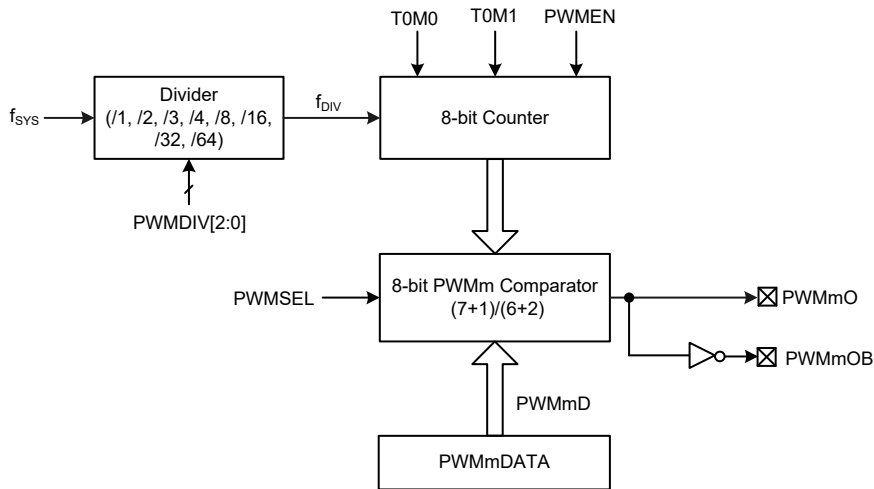 T0M0
T0M1
PWMEN
Divider
(/1, /2, /3, /4, /8, /16,
/32, /64)
fSYS
fDIV
8-bit Counter
PWMDIV[2:0]
PWMSEL
8-bit PWMm Comparator
(7+1)/(6+2)
PWMmO
PWMmOB
PWMmD
PWMmDATA